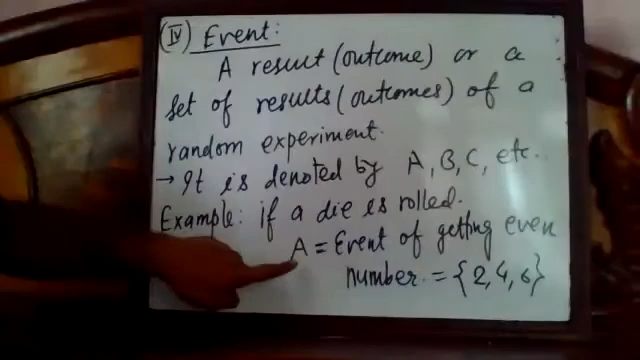 (IV) Event:
A result (outcome) or a
set of results (outcomes) of a
random experiment.
→ It is denoted by A, B, C, etc..
Example: if a die is rolled.
A = Event of getting even
number. = {2, 4, 6}